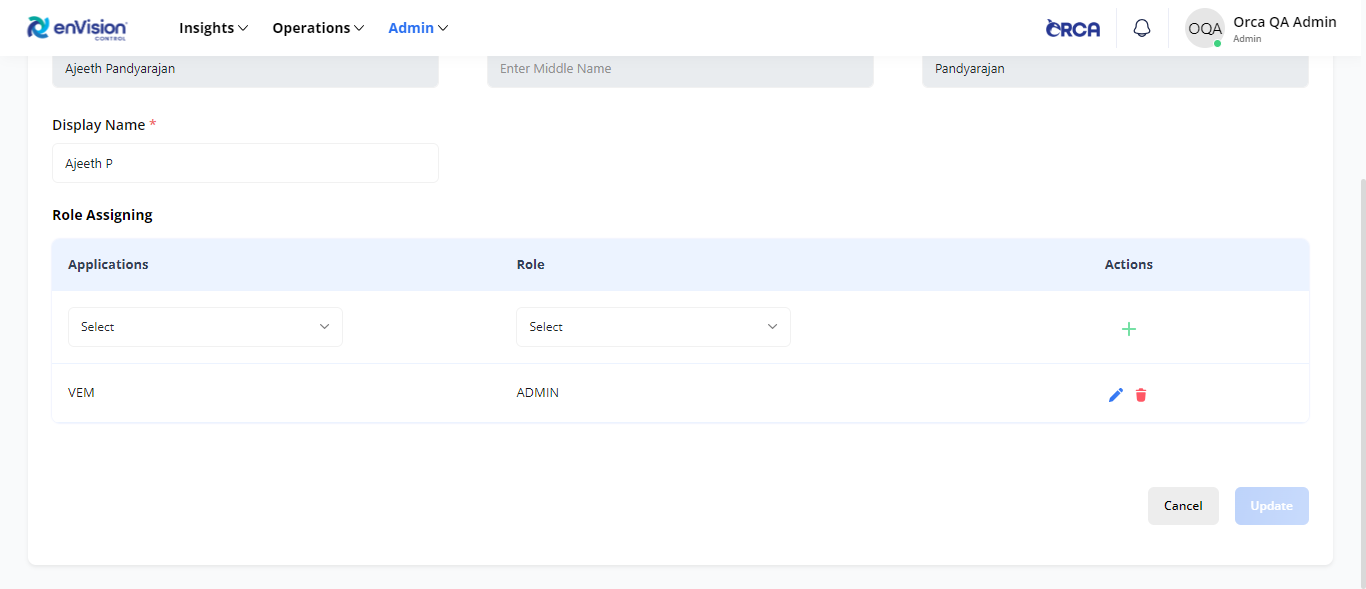 enVision
CONTROL
Insights
Operations
Admin
ORCA
OQA
Orca QA Admin
Admin
Ajeeth Pandyarajan
Enter Middle Name
Pandyarajan
Display Name *
Ajeeth P
Role Assigning
Applications
Role
Actions
Select
Select
VEM
ADMIN
Cancel
Update